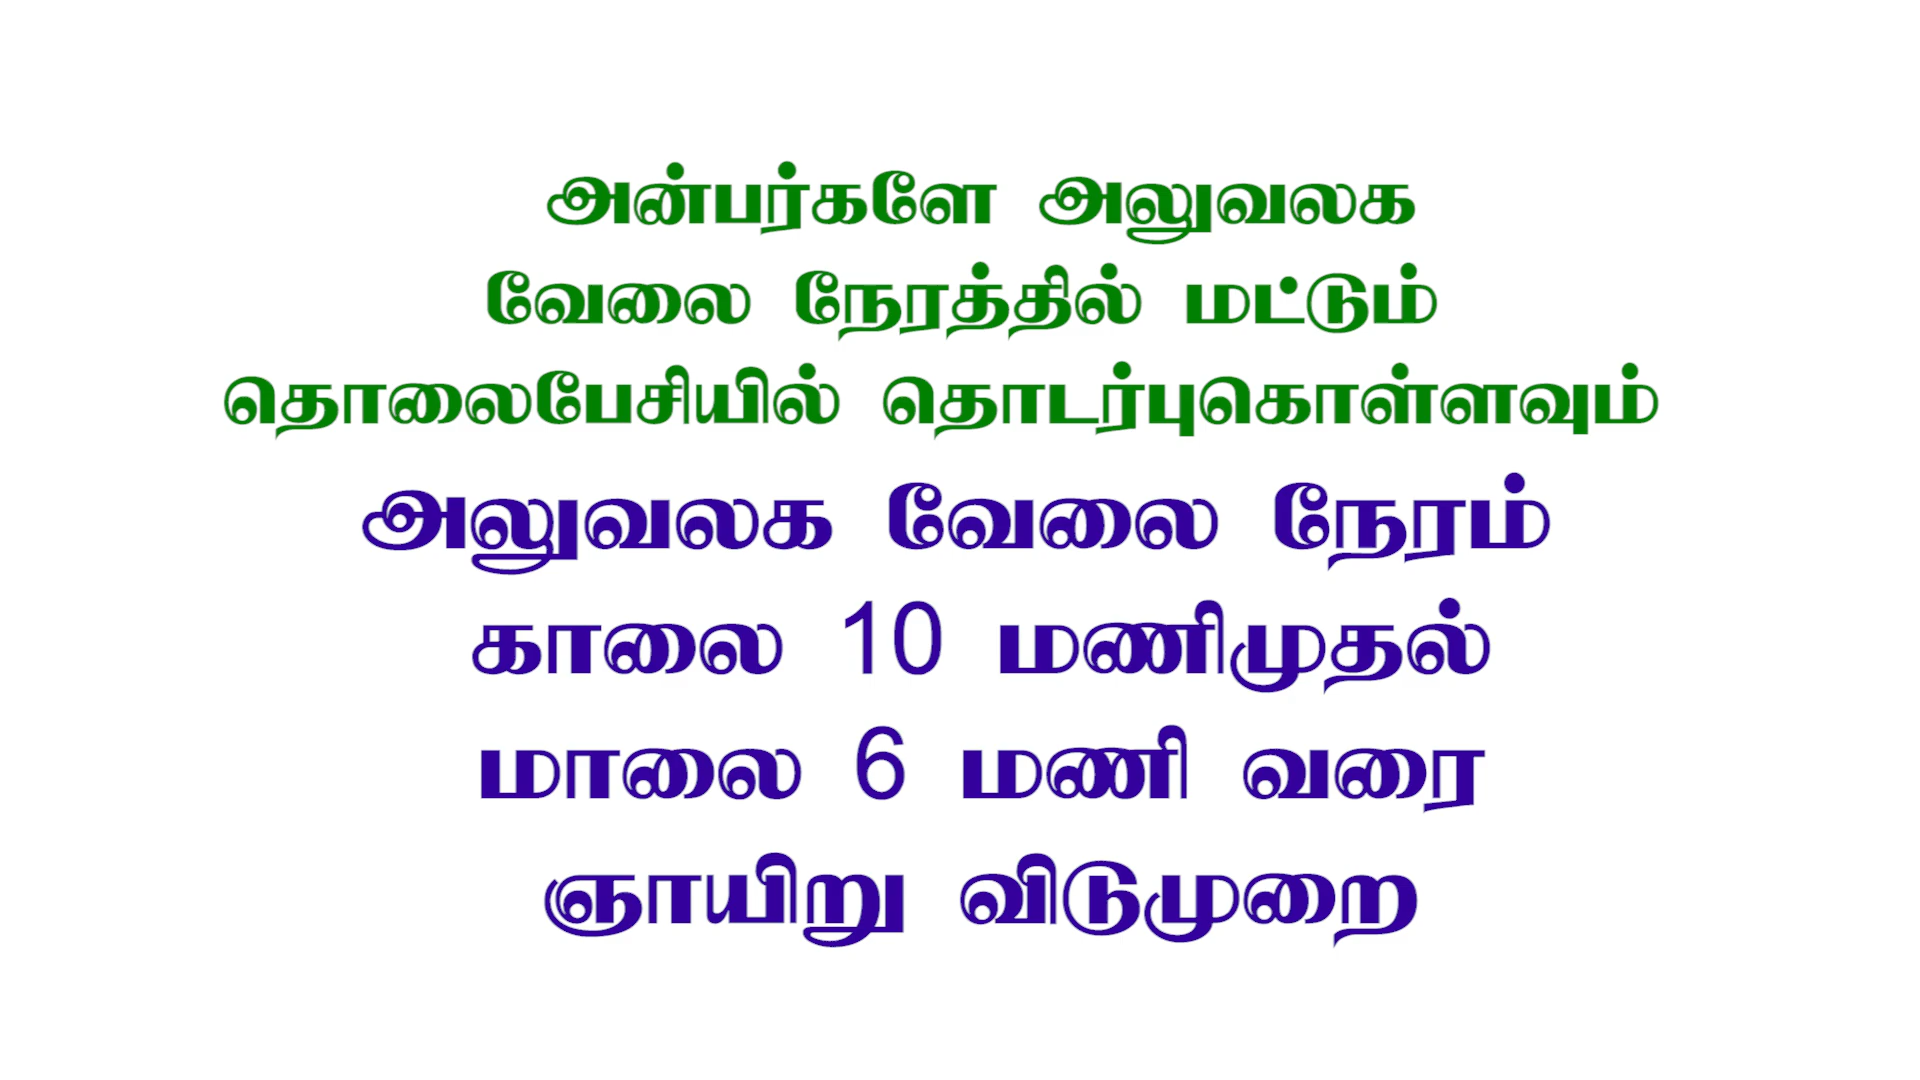 அன்பர்களே அலுவலக
வேலை நேரத்தில் மட்டும்
தொலைபேசியில் தொடர்புகொள்ளவும்
அலுவலக வேலை நேரம்
காலை 10 மணிமுதல்
மாலை 6 மணி வரை
ஞாயிறு விடுமுறை